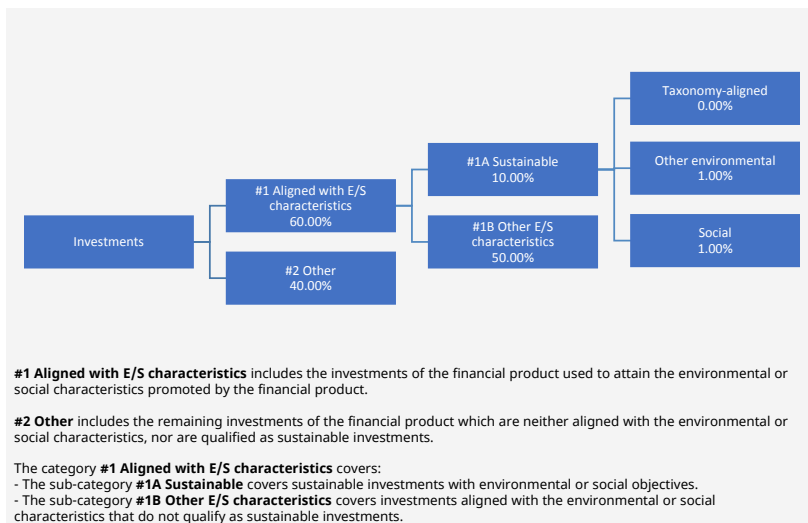 Investments
#1 Aligned with E/S
characteristics
60.00%
#2 Other
40.00%
#1A Sustainable
10.00%
#1B Other E/S
characteristics
50.00%
Taxonomy-aligned
0.00%
Other environmental
1.00%
Social
1.00%
#1 Aligned with E/S characteristics includes the investments of the financial product used to attain the environmental or
social characteristics promoted by the financial product.
#2 Other includes the remaining investments of the financial product which are neither aligned with the environmental or
social characteristics, nor are qualified as sustainable investments.
The category #1 Aligned with E/S characteristics covers:
- The sub-category #1A Sustainable covers sustainable investments with environmental or social objectives.
- The sub-category #1B Other E/S characteristics covers investments aligned with the environmental or social
characteristics that do not qualify as sustainable investments.